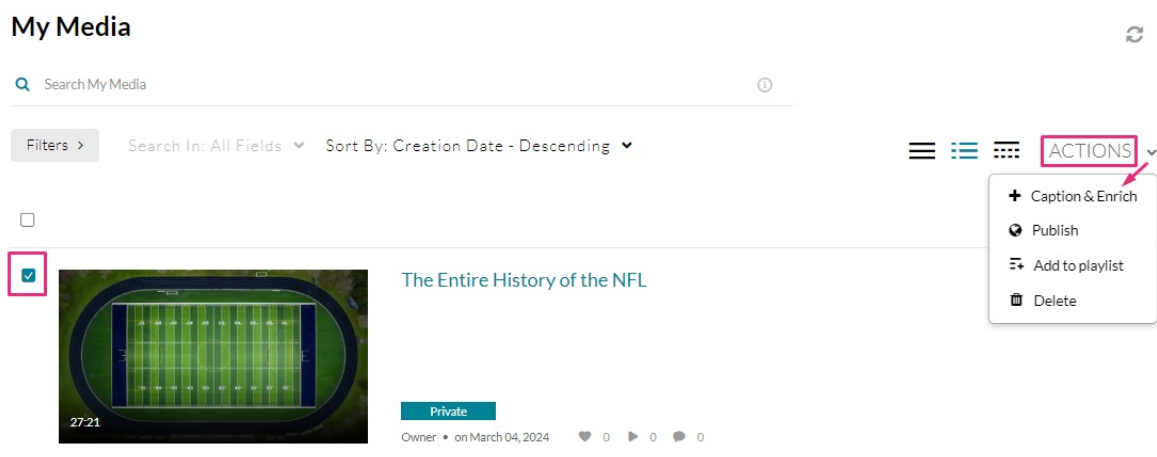 My Media
Search My Media
Filters > Search In: All Fields Sort By: Creation Date - Descending ACTIONS
Caption & Enrich
Publish
Add to playlist
Delete
The Entire History of the NFL
27:21
Private
Owner • on March 04, 2024 0 0 0